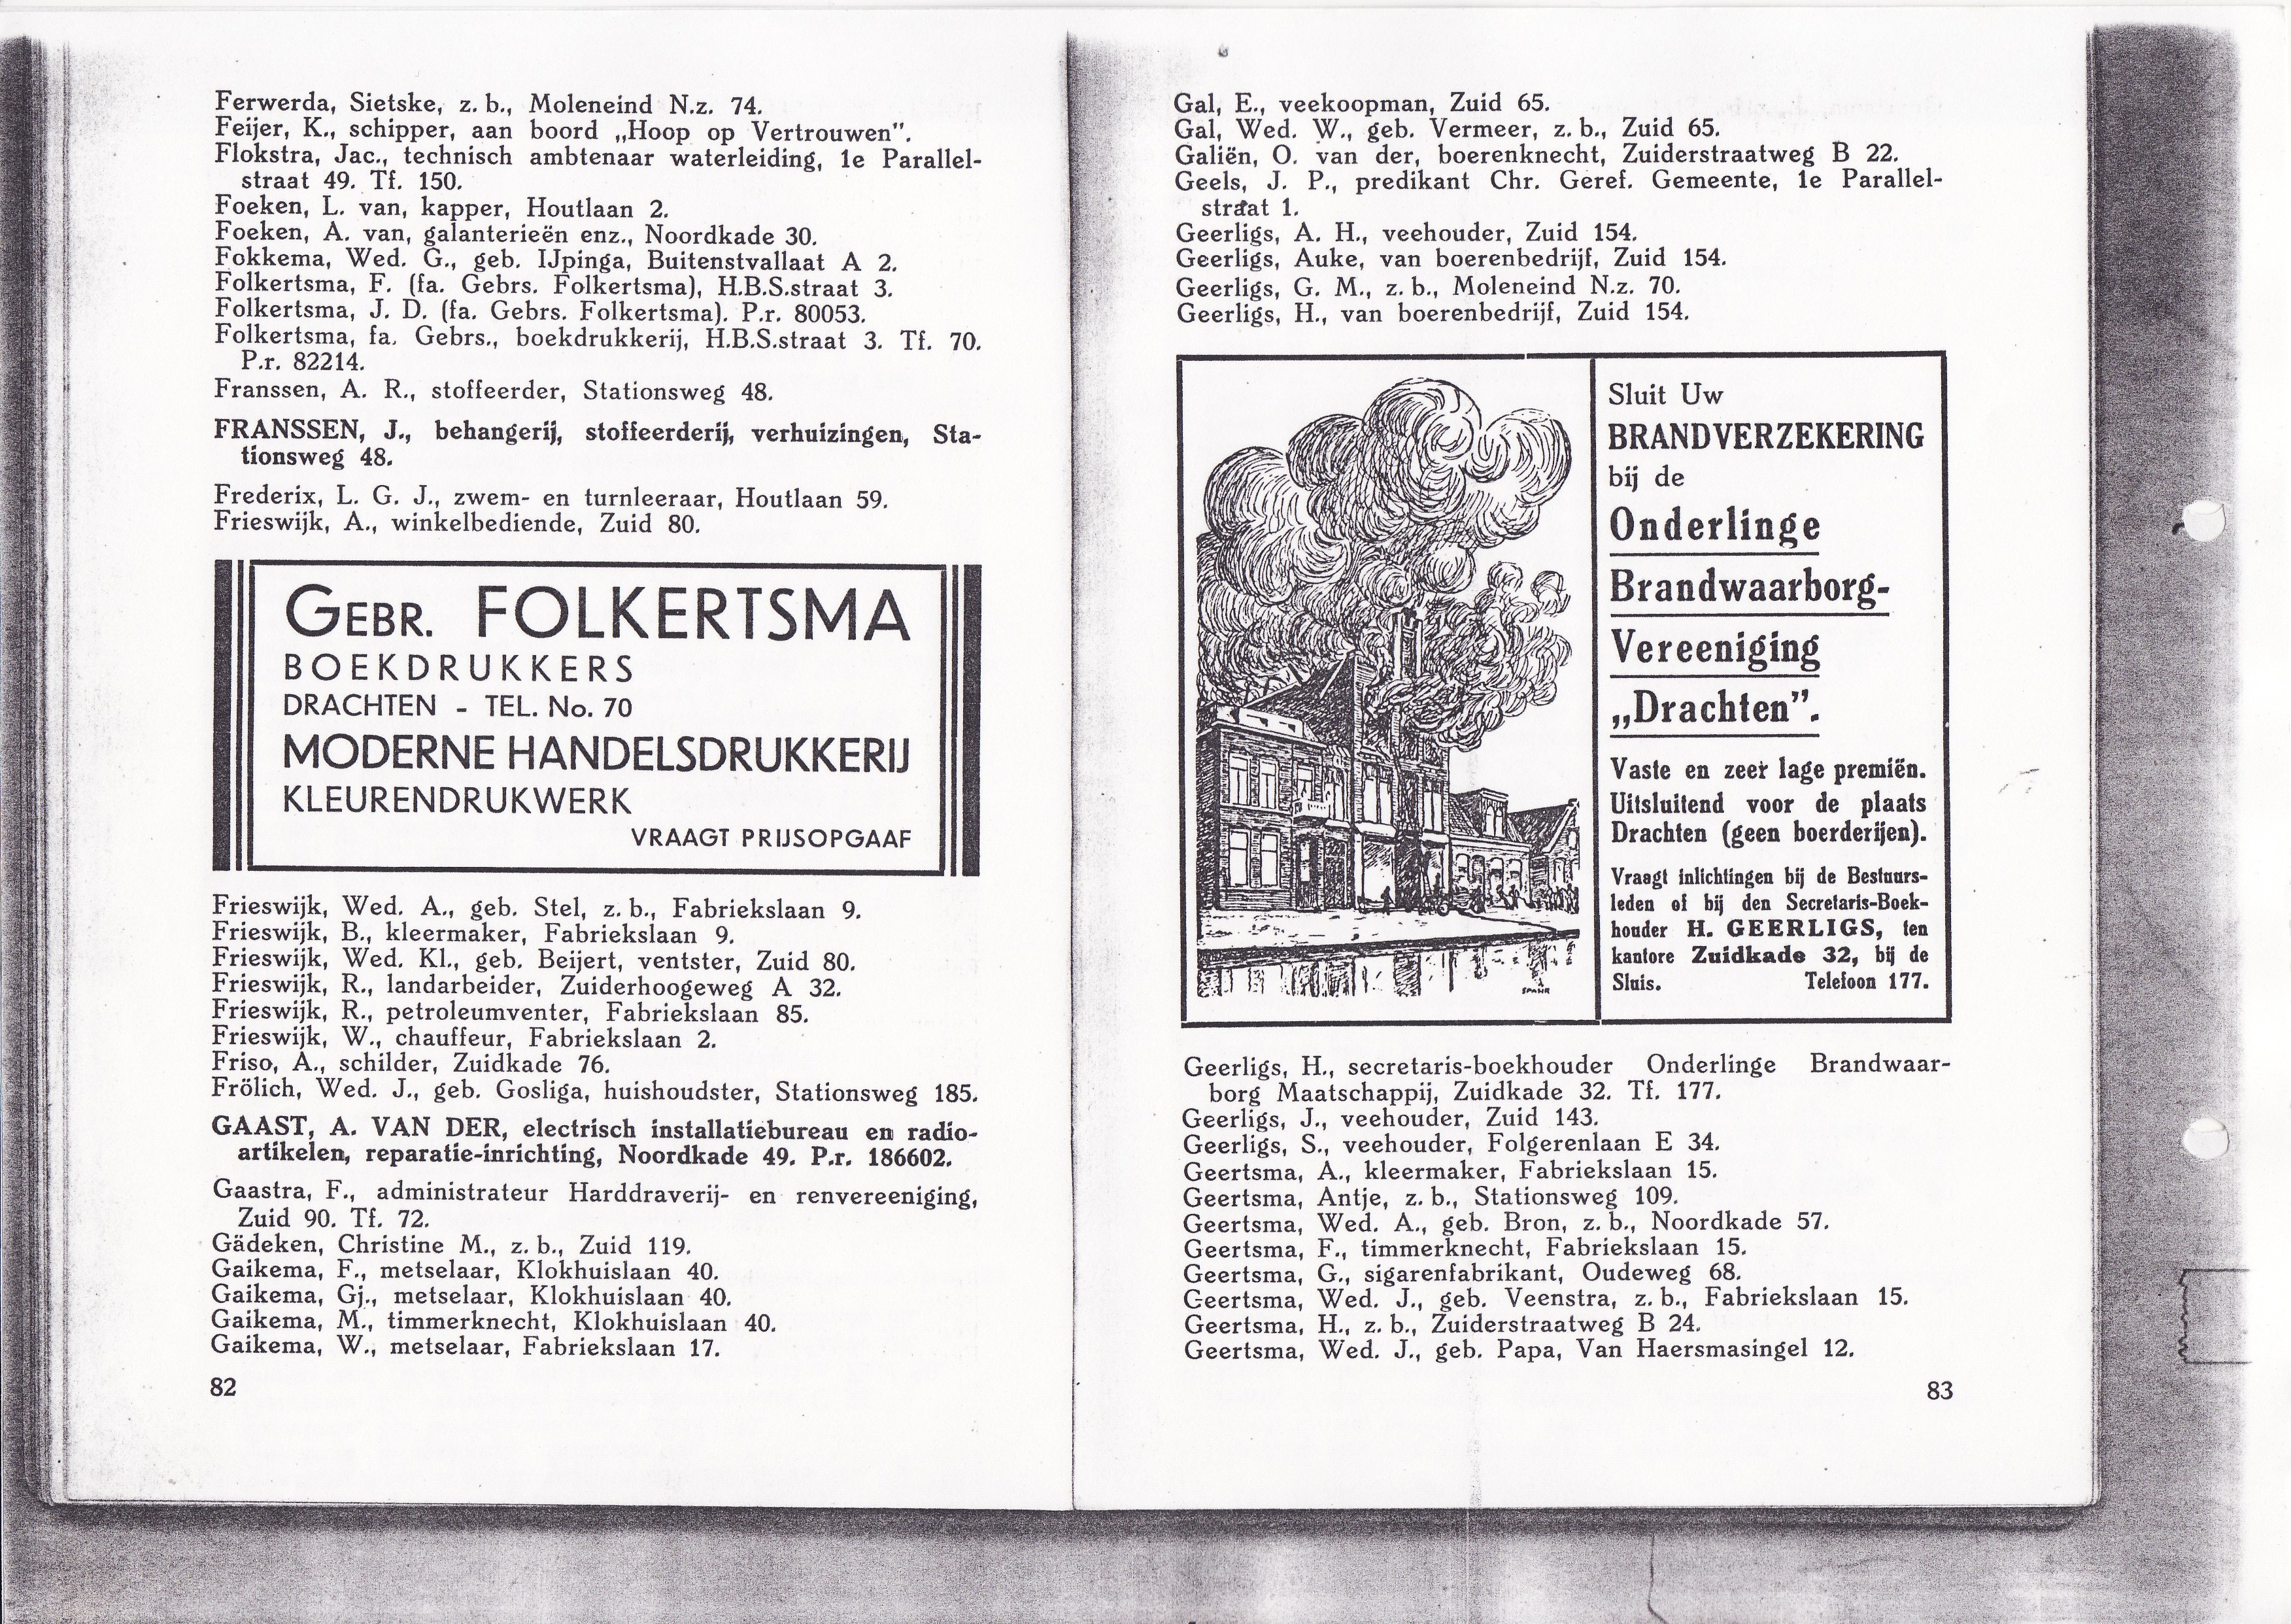 Ferwerda, Sietske, z. b., Moleneind N.z. 74.
Feijer, K., schipper, aan boord „Hoop op Vertrouwen”.
Flokstra, Jac., technisch ambtenaar waterleiding, 1e Parallel-
straat 49. Tf. 150.
Foeken, L. van, kapper, Houtlaan 2.
Foeken, A. van, galanterieën enz., Noordkade 30.
Fokkema, Wed. G., geb. IJpinga, Buitenstvallaat A 2.
Folkertsma, F. (fa. Gebrs. Folkertsma), H.B.S.straat 3.
Folkertsma, J. D. (fa. Gebrs. Folkertsma). P.r. 80053.
Folkertsma, fa. Gebrs., boekdrukkerij, H.B.S.straat 3. Tf. 70.
P.r. 82214.
Franssen, A. R., stoffeerder, Stationsweg 48.
FRANSSEN, J., behangerij, stoffeerderij, verhuizingen, Sta-
tionsweg 48.
Frederix, L. G. J., zwem- en turnleeraar, Houtlaan 59.
Frieswijk, A., winkelbediende, Zuid 80.
GEBR. FOLKERTSMA
BOEKDRUKKERS
DRACHTEN - TEL. No. 70
MODERNE HANDELSDRUKKERIJ
KLEURENDRUKWERK
VRAAGT PRIJSOPGAAF
Frieswijk, Wed. A., geb. Stel, z. b., Fabriekslaan 9.
Frieswijk, B., kleermaker, Fabriekslaan 9.
Frieswijk, Wed. Kl., geb. Beijert, ventster, Zuid 80.
Frieswijk, R., landarbeider, Zuiderhoogeweg A 32.
Frieswijk, R., petroleumventer, Fabriekslaan 85.
Frieswijk, W., chauffeur, Fabriekslaan 2.
Friso, A., schilder, Zuidkade 76.
Frölich, Wed. J., geb. Gosliga, huishoudster, Stationsweg 185.
GAAST, A. VAN DER, electrisch installatiebureau en radio-
artikelen, reparatie-inrichting, Noordkade 49. P.r. 186602.
Gaastra, F., administrateur Harddraverij- en renvereeniging,
Zuid 90. Tf. 72.
Gädeken, Christine M., z. b., Zuid 119.
Gaikema, F., metselaar, Klokhuislaan 40.
Gaikema, Gj., metselaar, Klokhuislaan 40.
Gaikema, M., timmerknecht, Klokhuislaan 40.
Gaikema, W., metselaar, Fabriekslaan 17.
82
Gal, E., veekoopman, Zuid 65.
Gal, Wed. W., geb. Vermeer, z. b., Zuid 65.
Galiën, O. van der, boerenknecht, Zuiderstraatweg B 22.
Geels, J. P., predikant Chr. Geref. Gemeente, 1e Parallel-
straat 1.
Geerligs, A. H., veehouder, Zuid 154.
Geerligs, Auke, van boerenbedrijf, Zuid 154.
Geerligs, G. M., z. b., Moleneind N.z. 70.
Geerligs, H., van boerenbedrijf, Zuid 154.
Sluit Uw
BRANDVERZEKERING
bij de
Onderlinge
Brandwaarborg-
Vereeniging
„Drachten”.
Vaste en zeer lage premiën.
Uitsluitend voor de plaats
Drachten (geen boerderijen).
Vraagt inlichtingen bij de Bestuurs-
leden of bij den Secretaris-Boek-
houder H. GEERLIGS, ten
kantore Zuidkade 32, bij de
Sluis. Telefoon 177.
Geerligs, H., secretaris-boekhouder Onderlinge Brandwaar-
borg Maatschappij, Zuidkade 32. Tf. 177.
Geerligs, J., veehouder, Zuid 143.
Geerligs, S., veehouder, Folgerenlaan E 34.
Geertsma, A., kleermaker, Fabriekslaan 15.
Geertsma, Antje, z. b., Stationsweg 109.
Geertsma, Wed. A., geb. Bron, z. b., Noordkade 57.
Geertsma, F., timmerknecht, Fabriekslaan 15.
Geertsma, G., sigarenfabrikant, Oudeweg 68.
Geertsma, Wed. J., geb. Veenstra, z. b., Fabriekslaan 15.
Geertsma, H., z. b., Zuiderstraatweg B 24.
Geertsma, Wed. J., geb. Papa, Van Haersmasingel 12.
83